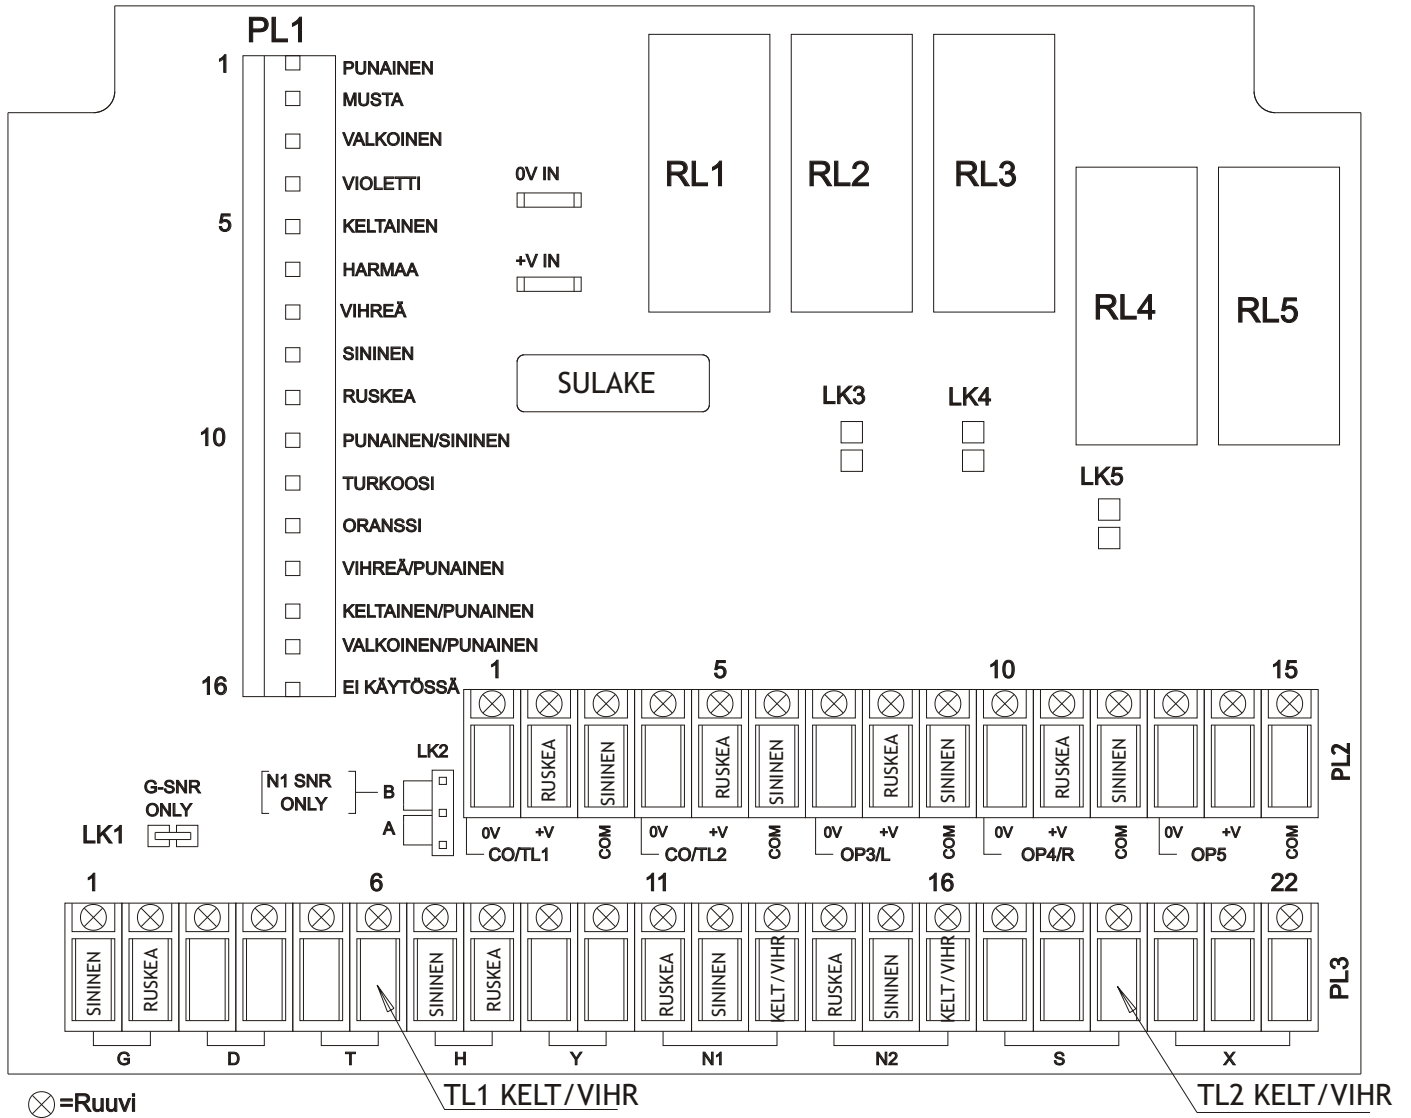 PL1
1
PUNAINEN
MUSTA
VALKOINEN
VIOLETTI
5
KELTAINEN
HARMAA
VIHREÄ
SININEN
RUSKEA
10
PUNAINEN/SININEN
TURKOOSI
ORANSSI
VIHREÄ/PUNAINEN
KELTAINEN/PUNAINEN
VALKOINEN/PUNAINEN
16
EI KÄYTÖSSÄ
0V IN
+V IN
SULAKE
RL1
RL2
RL3
RL4
RL5
LK3
LK4
LK5
1
5
10
15
RUSKEA
SININEN
RUSKEA
SININEN
RUSKEA
SININEN
RUSKEA
SININEN
PL2
LK2
N1 SNR
ONLY
B
A
G-SNR
ONLY
LK1
0V
+V
COM
0V
+V
COM
0V
+V
COM
0V
+V
COM
0V
+V
COM
CO/TL1
CO/TL2
OP3/L
OP4/R
OP5
1
6
11
16
22
SININEN
RUSKEA
SININEN
RUSKEA
RUSKEA
SININEN
KELT/VIHR
RUSKEA
SININEN
KELT/VIHR
PL3
G
D
T
H
Y
N1
N2
S
X
TL1 KELT/VIHR
TL2 KELT/VIHR
=Ruuvi